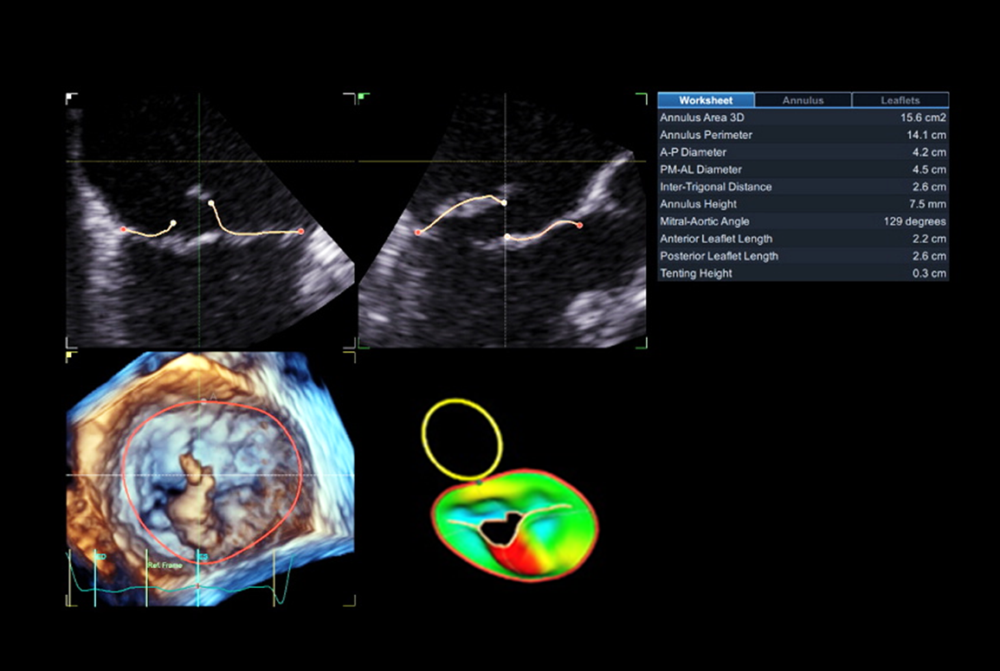 Worksheet Annulus Leaflets
Annulus Area 3D 15.6 cm2
Annulus Perimeter 14.1 cm
A-P Diameter 4.2 cm
PM-AL Diameter 4.5 cm
Inter-Trigonal Distance 2.6 cm
Annulus Height 7.5 mm
Mitral-Aortic Angle 129 degrees
Anterior Leaflet Length 2.2 cm
Posterior Leaflet Length 2.6 cm
Tenting Height 0.3 cm
A
ED
ES
Ref. Frame